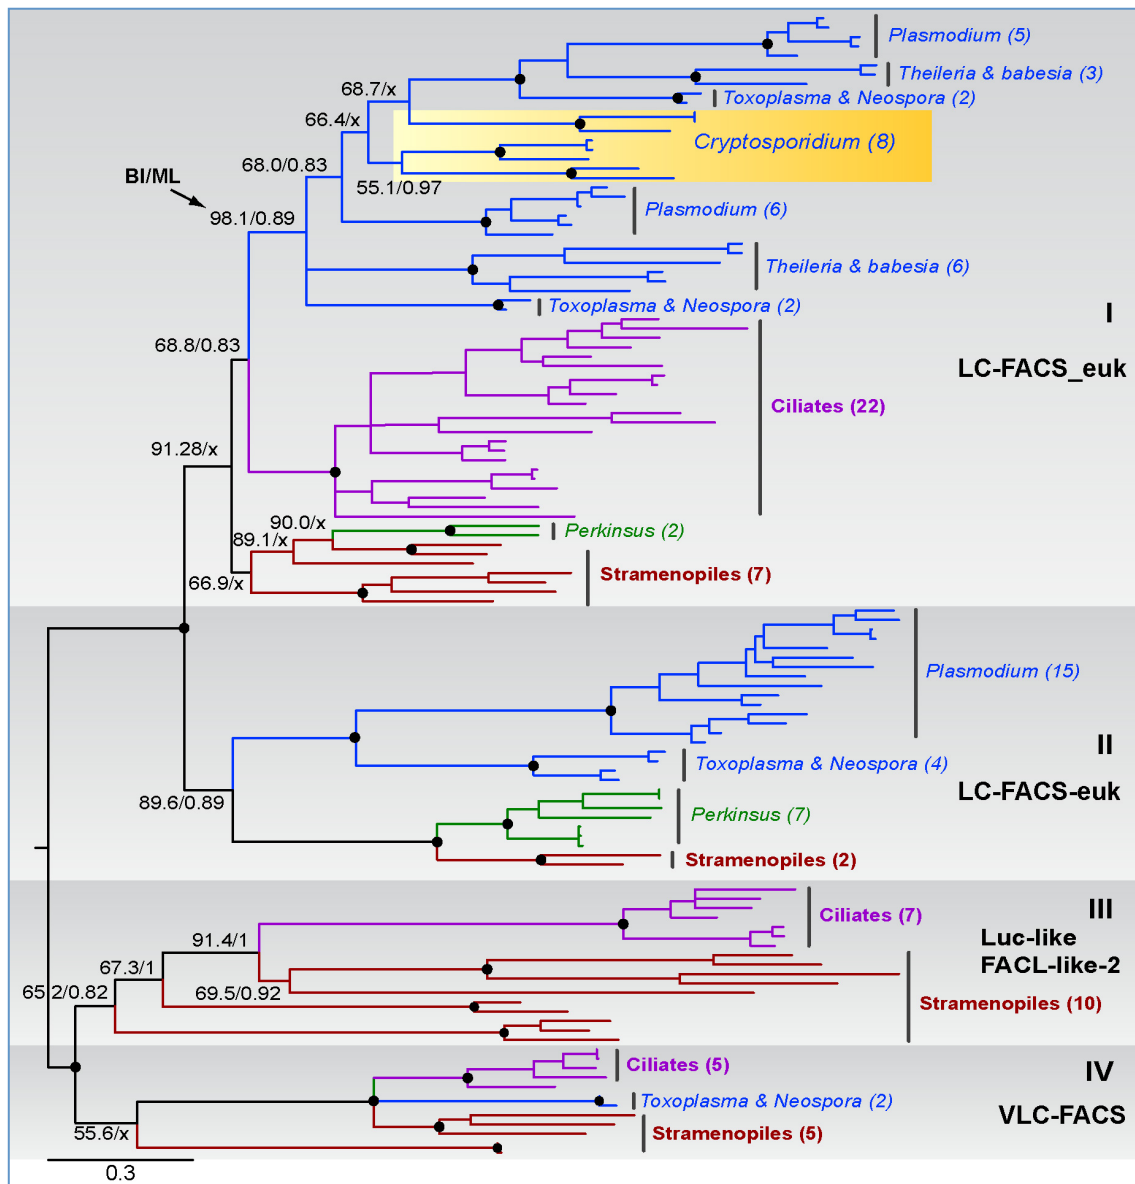 Plasmodium (5)
Theileria & babesia (3)
68.7/x
Toxoplasma & Neospora (2)
66.4/x
Cryptosporidium (8)
68.0/0.83
BI/ML
55.1/0.97
98.1/0.89
Plasmodium (6)
Theileria & babesia (6)
Toxoplasma & Neospora (2)
I
68.8/0.83
LC-FACS_euk
Ciliates (22)
91.28/x
90.0/x
Perkinsus (2)
89.1/x
66.9/x
Stramenopiles (7)
Plasmodium (15)
II
Toxoplasma & Neospora (4)
LC-FACS-euk
89.6/0.89
Perkinsus (7)
Stramenopiles (2)
III
Ciliates (7)
91.4/1
Luc-like
FACL-like-2
67.3/1
65.2/0.82
69.5/0.92
Stramenopiles (10)
Ciliates (5)
IV
Toxoplasma & Neospora (2)
VLC-FACS
55.6/x
Stramenopiles (5)
0.3